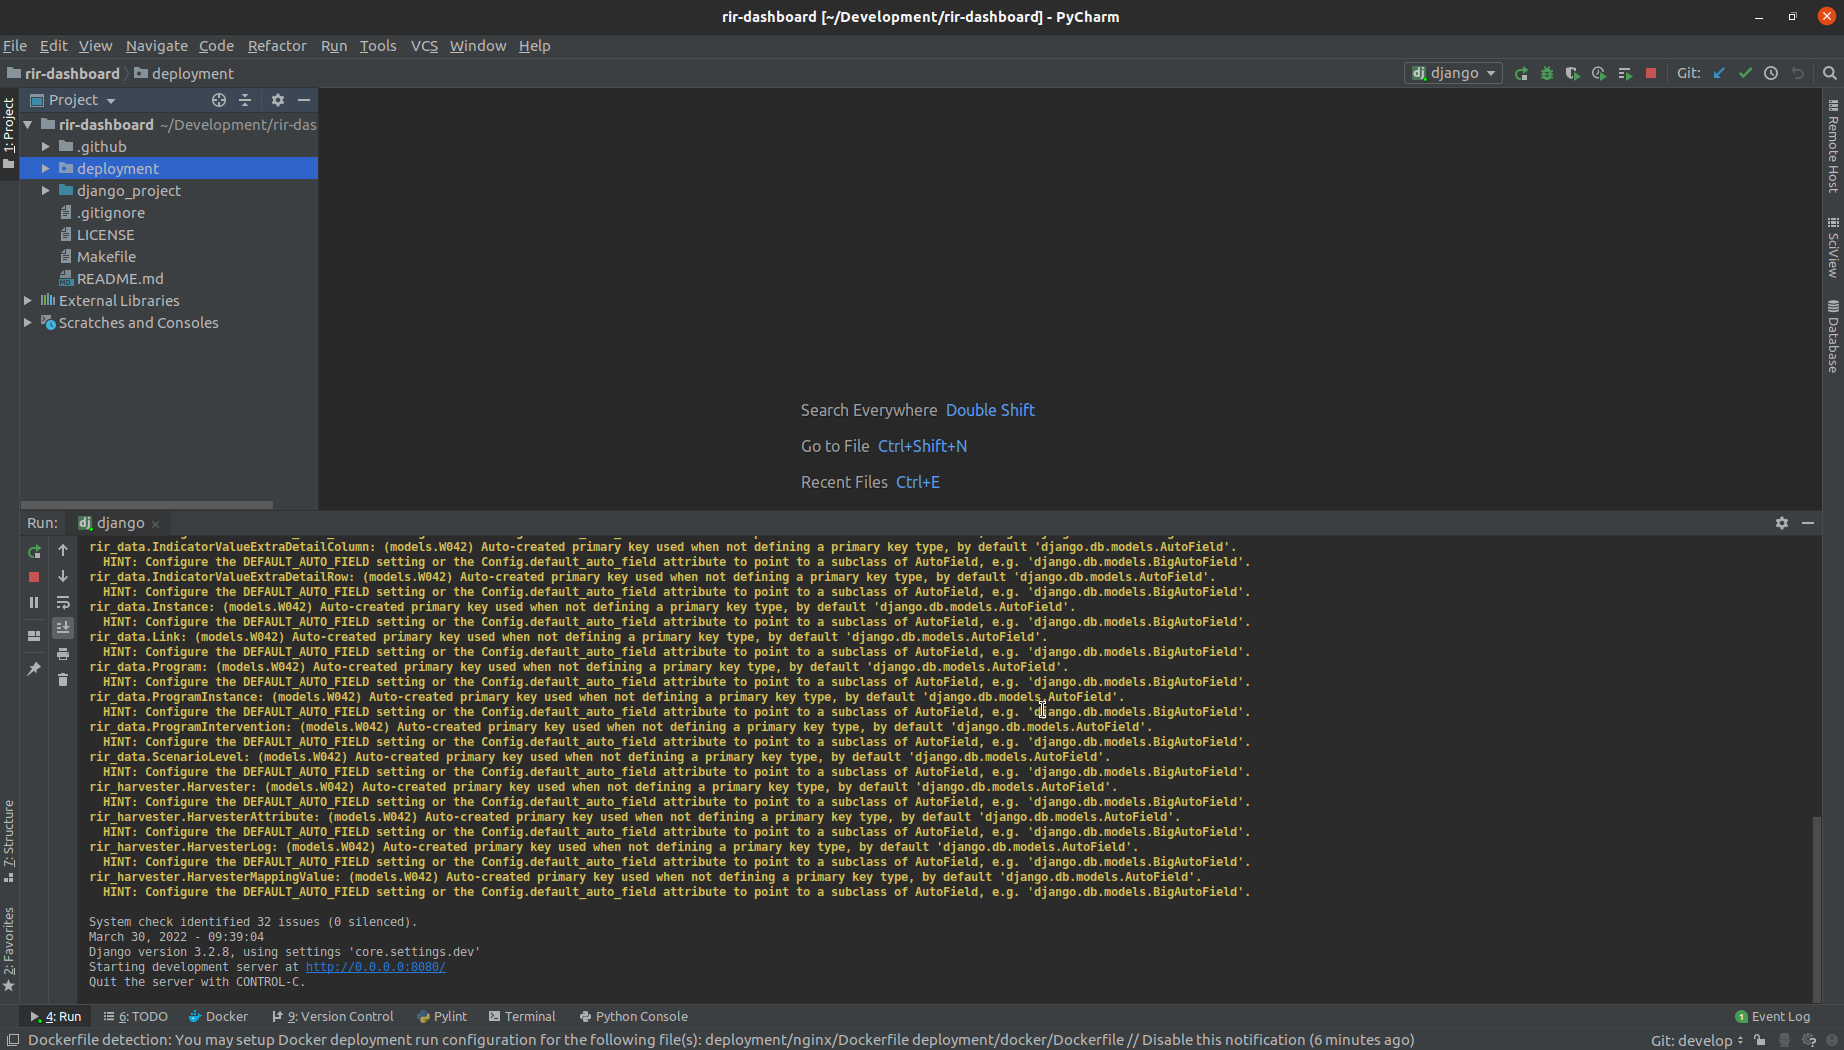 rir-dashboard [~/Development/rir-dashboard] - PyCharm
File Edit View Navigate Code Refactor Run Tools VCS Window Help
rir-dashboard deployment django Git:
Project
1: Project
rir-dashboard ~/Development/rir-das
.github
deployment
django_project
.gitignore
LICENSE
Makefile
README.md
External Libraries
Scratches and Consoles
Remote Host
SciView
Database
Search Everywhere Double Shift
Go to File Ctrl+Shift+N
Recent Files Ctrl+E
Run: django
rir_data.IndicatorValueExtraDetailColumn: (models.W042) Auto-created primary key used when not defining a primary key type, by default 'django.db.models.AutoField'.
HINT: Configure the DEFAULT_AUTO_FIELD setting or the Config.default_auto_field attribute to point to a subclass of AutoField, e.g. 'django.db.models.BigAutoField'.
rir_data.IndicatorValueExtraDetailRow: (models.W042) Auto-created primary key used when not defining a primary key type, by default 'django.db.models.AutoField'.
HINT: Configure the DEFAULT_AUTO_FIELD setting or the Config.default_auto_field attribute to point to a subclass of AutoField, e.g. 'django.db.models.BigAutoField'.
rir_data.Instance: (models.W042) Auto-created primary key used when not defining a primary key type, by default 'django.db.models.AutoField'.
HINT: Configure the DEFAULT_AUTO_FIELD setting or the Config.default_auto_field attribute to point to a subclass of AutoField, e.g. 'django.db.models.BigAutoField'.
rir_data.Link: (models.W042) Auto-created primary key used when not defining a primary key type, by default 'django.db.models.AutoField'.
HINT: Configure the DEFAULT_AUTO_FIELD setting or the Config.default_auto_field attribute to point to a subclass of AutoField, e.g. 'django.db.models.BigAutoField'.
rir_data.Program: (models.W042) Auto-created primary key used when not defining a primary key type, by default 'django.db.models.AutoField'.
HINT: Configure the DEFAULT_AUTO_FIELD setting or the Config.default_auto_field attribute to point to a subclass of AutoField, e.g. 'django.db.models.BigAutoField'.
rir_data.ProgramInstance: (models.W042) Auto-created primary key used when not defining a primary key type, by default 'django.db.models.AutoField'.
HINT: Configure the DEFAULT_AUTO_FIELD setting or the Config.default_auto_field attribute to point to a subclass of AutoField, e.g. 'django.db.models.BigAutoField'.
rir_data.ProgramIntervention: (models.W042) Auto-created primary key used when not defining a primary key type, by default 'django.db.models.AutoField'.
HINT: Configure the DEFAULT_AUTO_FIELD setting or the Config.default_auto_field attribute to point to a subclass of AutoField, e.g. 'django.db.models.BigAutoField'.
rir_data.ScenarioLevel: (models.W042) Auto-created primary key used when not defining a primary key type, by default 'django.db.models.AutoField'.
HINT: Configure the DEFAULT_AUTO_FIELD setting or the Config.default_auto_field attribute to point to a subclass of AutoField, e.g. 'django.db.models.BigAutoField'.
rir_harvester.Harvester: (models.W042) Auto-created primary key used when not defining a primary key type, by default 'django.db.models.AutoField'.
HINT: Configure the DEFAULT_AUTO_FIELD setting or the Config.default_auto_field attribute to point to a subclass of AutoField, e.g. 'django.db.models.BigAutoField'.
rir_harvester.HarvesterAttribute: (models.W042) Auto-created primary key used when not defining a primary key type, by default 'django.db.models.AutoField'.
HINT: Configure the DEFAULT_AUTO_FIELD setting or the Config.default_auto_field attribute to point to a subclass of AutoField, e.g. 'django.db.models.BigAutoField'.
rir_harvester.HarvesterLog: (models.W042) Auto-created primary key used when not defining a primary key type, by default 'django.db.models.AutoField'.
HINT: Configure the DEFAULT_AUTO_FIELD setting or the Config.default_auto_field attribute to point to a subclass of AutoField, e.g. 'django.db.models.BigAutoField'.
rir_harvester.HarvesterMappingValue: (models.W042) Auto-created primary key used when not defining a primary key type, by default 'django.db.models.AutoField'.
HINT: Configure the DEFAULT_AUTO_FIELD setting or the Config.default_auto_field attribute to point to a subclass of AutoField, e.g. 'django.db.models.BigAutoField'.
System check identified 32 issues (0 silenced).
March 30, 2022 - 09:39:04
Django version 3.2.8, using settings 'core.settings.dev'
Starting development server at http://0.0.0.0:8080/
Quit the server with CONTROL-C.
7: Structure
2: Favorites
4: Run 6: TODO Docker 9: Version Control Pylint Terminal Python Console 1 Event Log
Dockerfile detection: You may setup Docker deployment run configuration for the following file(s): deployment/nginx/Dockerfile deployment/docker/Dockerfile // Disable this notification (6 minutes ago) Git: develop